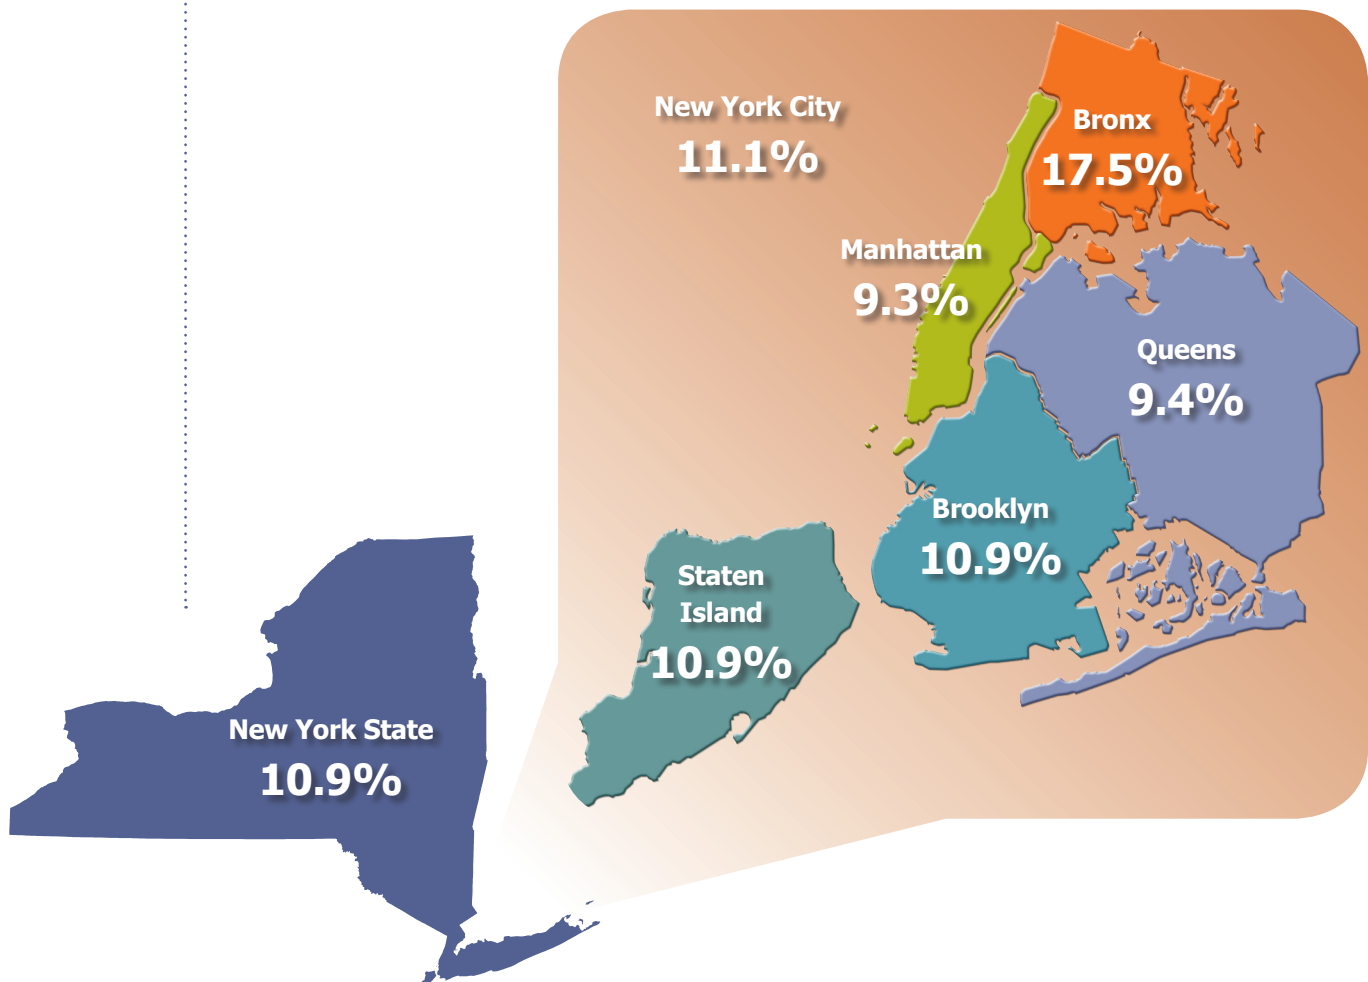 New York City
11.1%
Bronx
17.5%
Manhattan
9.3%
Queens
9.4%
Brooklyn
10.9%
Staten
Island
10.9%
New York State
10.9%